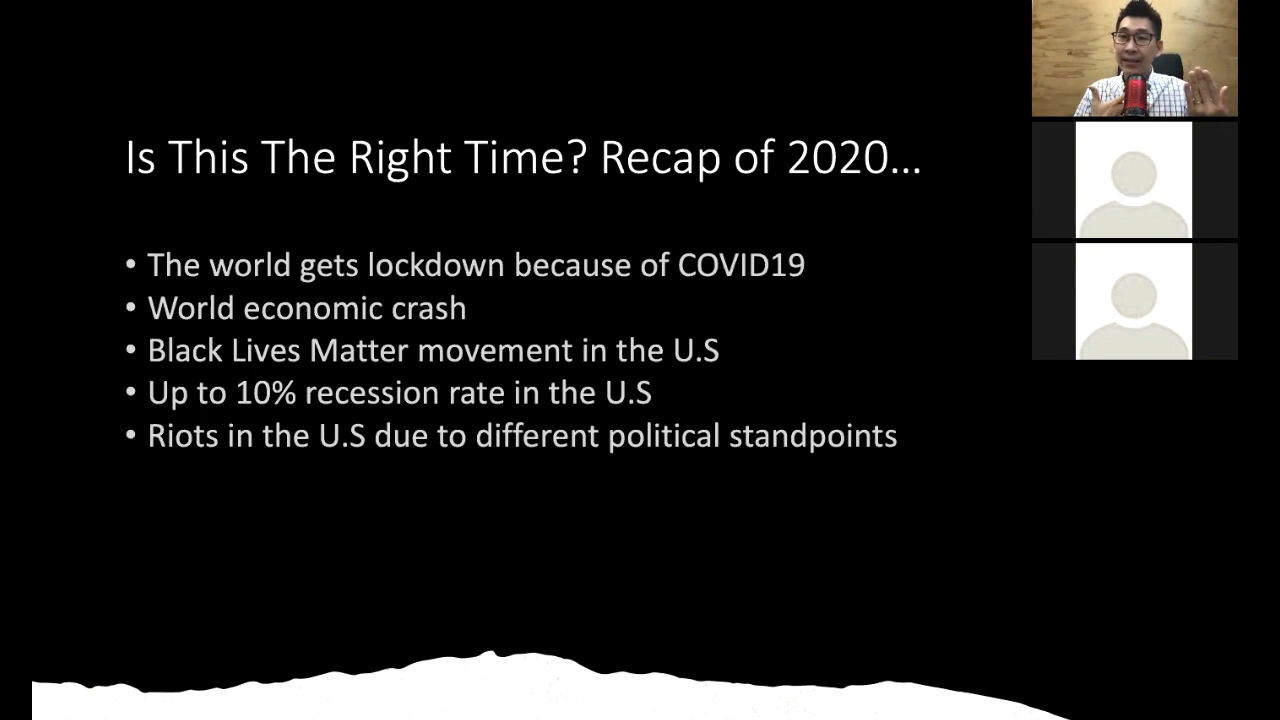 Is This The Right Time? Recap of 2020...
• The world gets lockdown because of COVID19
• World economic crash
• Black Lives Matter movement in the U.S
• Up to 10% recession rate in the U.S
• Riots in the U.S due to different political standpoints